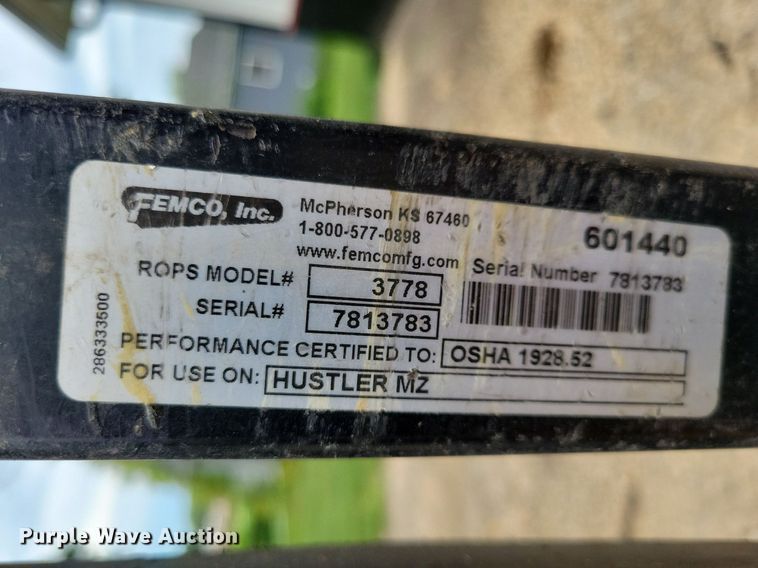 FEMCO, Inc.
McPherson KS 67460
1-800-577-0898
www.femcomfg.com
601440
Serial Number 7813783
ROPS MODEL# 3778
SERIAL# 7813783
PERFORMANCE CERTIFIED TO: OSHA 1928.52
FOR USE ON: HUSTLER MZ
286333500
Purple Wave Auction